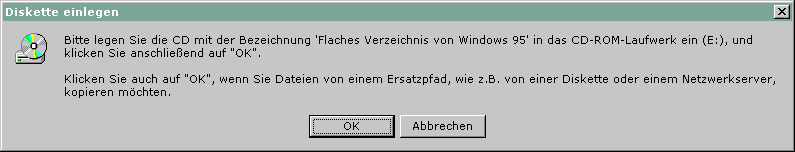 Diskette einlegen
Bitte legen Sie die CD mit der Bezeichnung 'Flaches Verzeichnis von Windows 95' in das CD-ROM-Laufwerk ein (E:), und
klicken Sie anschließend auf "OK".
Klicken Sie auch auf "OK", wenn Sie Dateien von einem Ersatzpfad, wie z.B. von einer Diskette oder einem Netzwerkserver,
kopieren möchten.
OK
Abbrechen